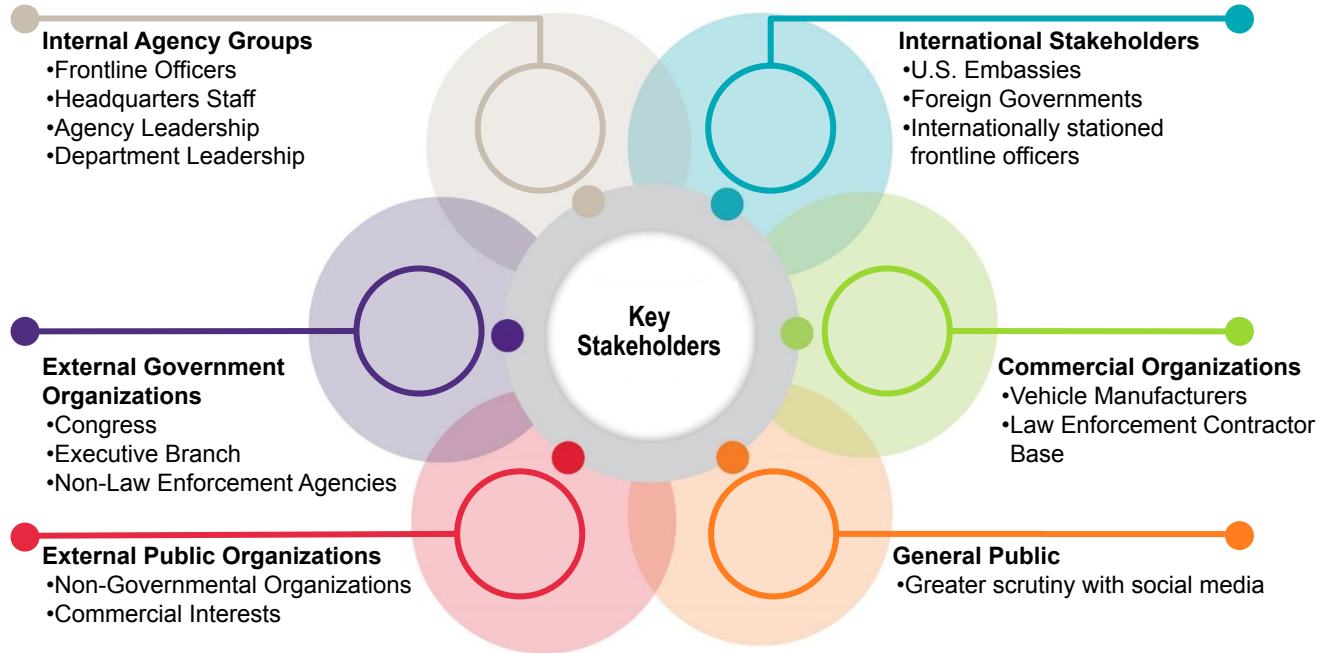 Internal Agency Groups
•Frontline Officers
•Headquarters Staff
•Agency Leadership
•Department Leadership
International Stakeholders
•U.S. Embassies
•Foreign Governments
•Internationally stationed
frontline officers
Key
Stakeholders
External Government
Organizations
•Congress
•Executive Branch
•Non-Law Enforcement Agencies
Commercial Organizations
•Vehicle Manufacturers
•Law Enforcement Contractor
Base
External Public Organizations
•Non-Governmental Organizations
•Commercial Interests
General Public
•Greater scrutiny with social media